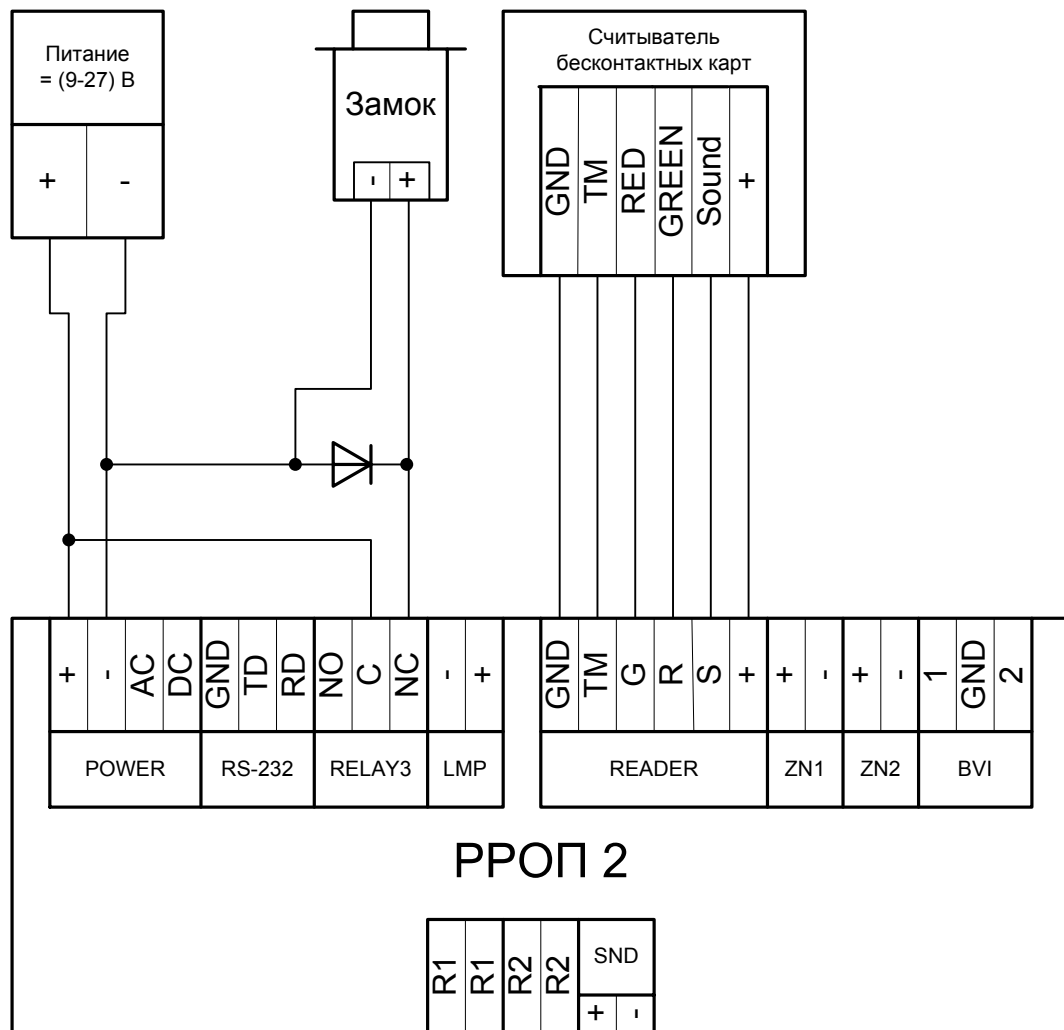 Питание
= (9-27) В
+ -
Замок
- +
Считыватель
бесконтактных карт
GND TM RED GREEN Sound +
+ - AC DC GND TD RD NO C NC - +
GND TM G R S + + - + - 1 GND 2
POWER RS-232 RELAY3 LMP
READER ZN1 ZN2 BVI
РРОП 2
R1 R1 R2 R2 SND
+ -